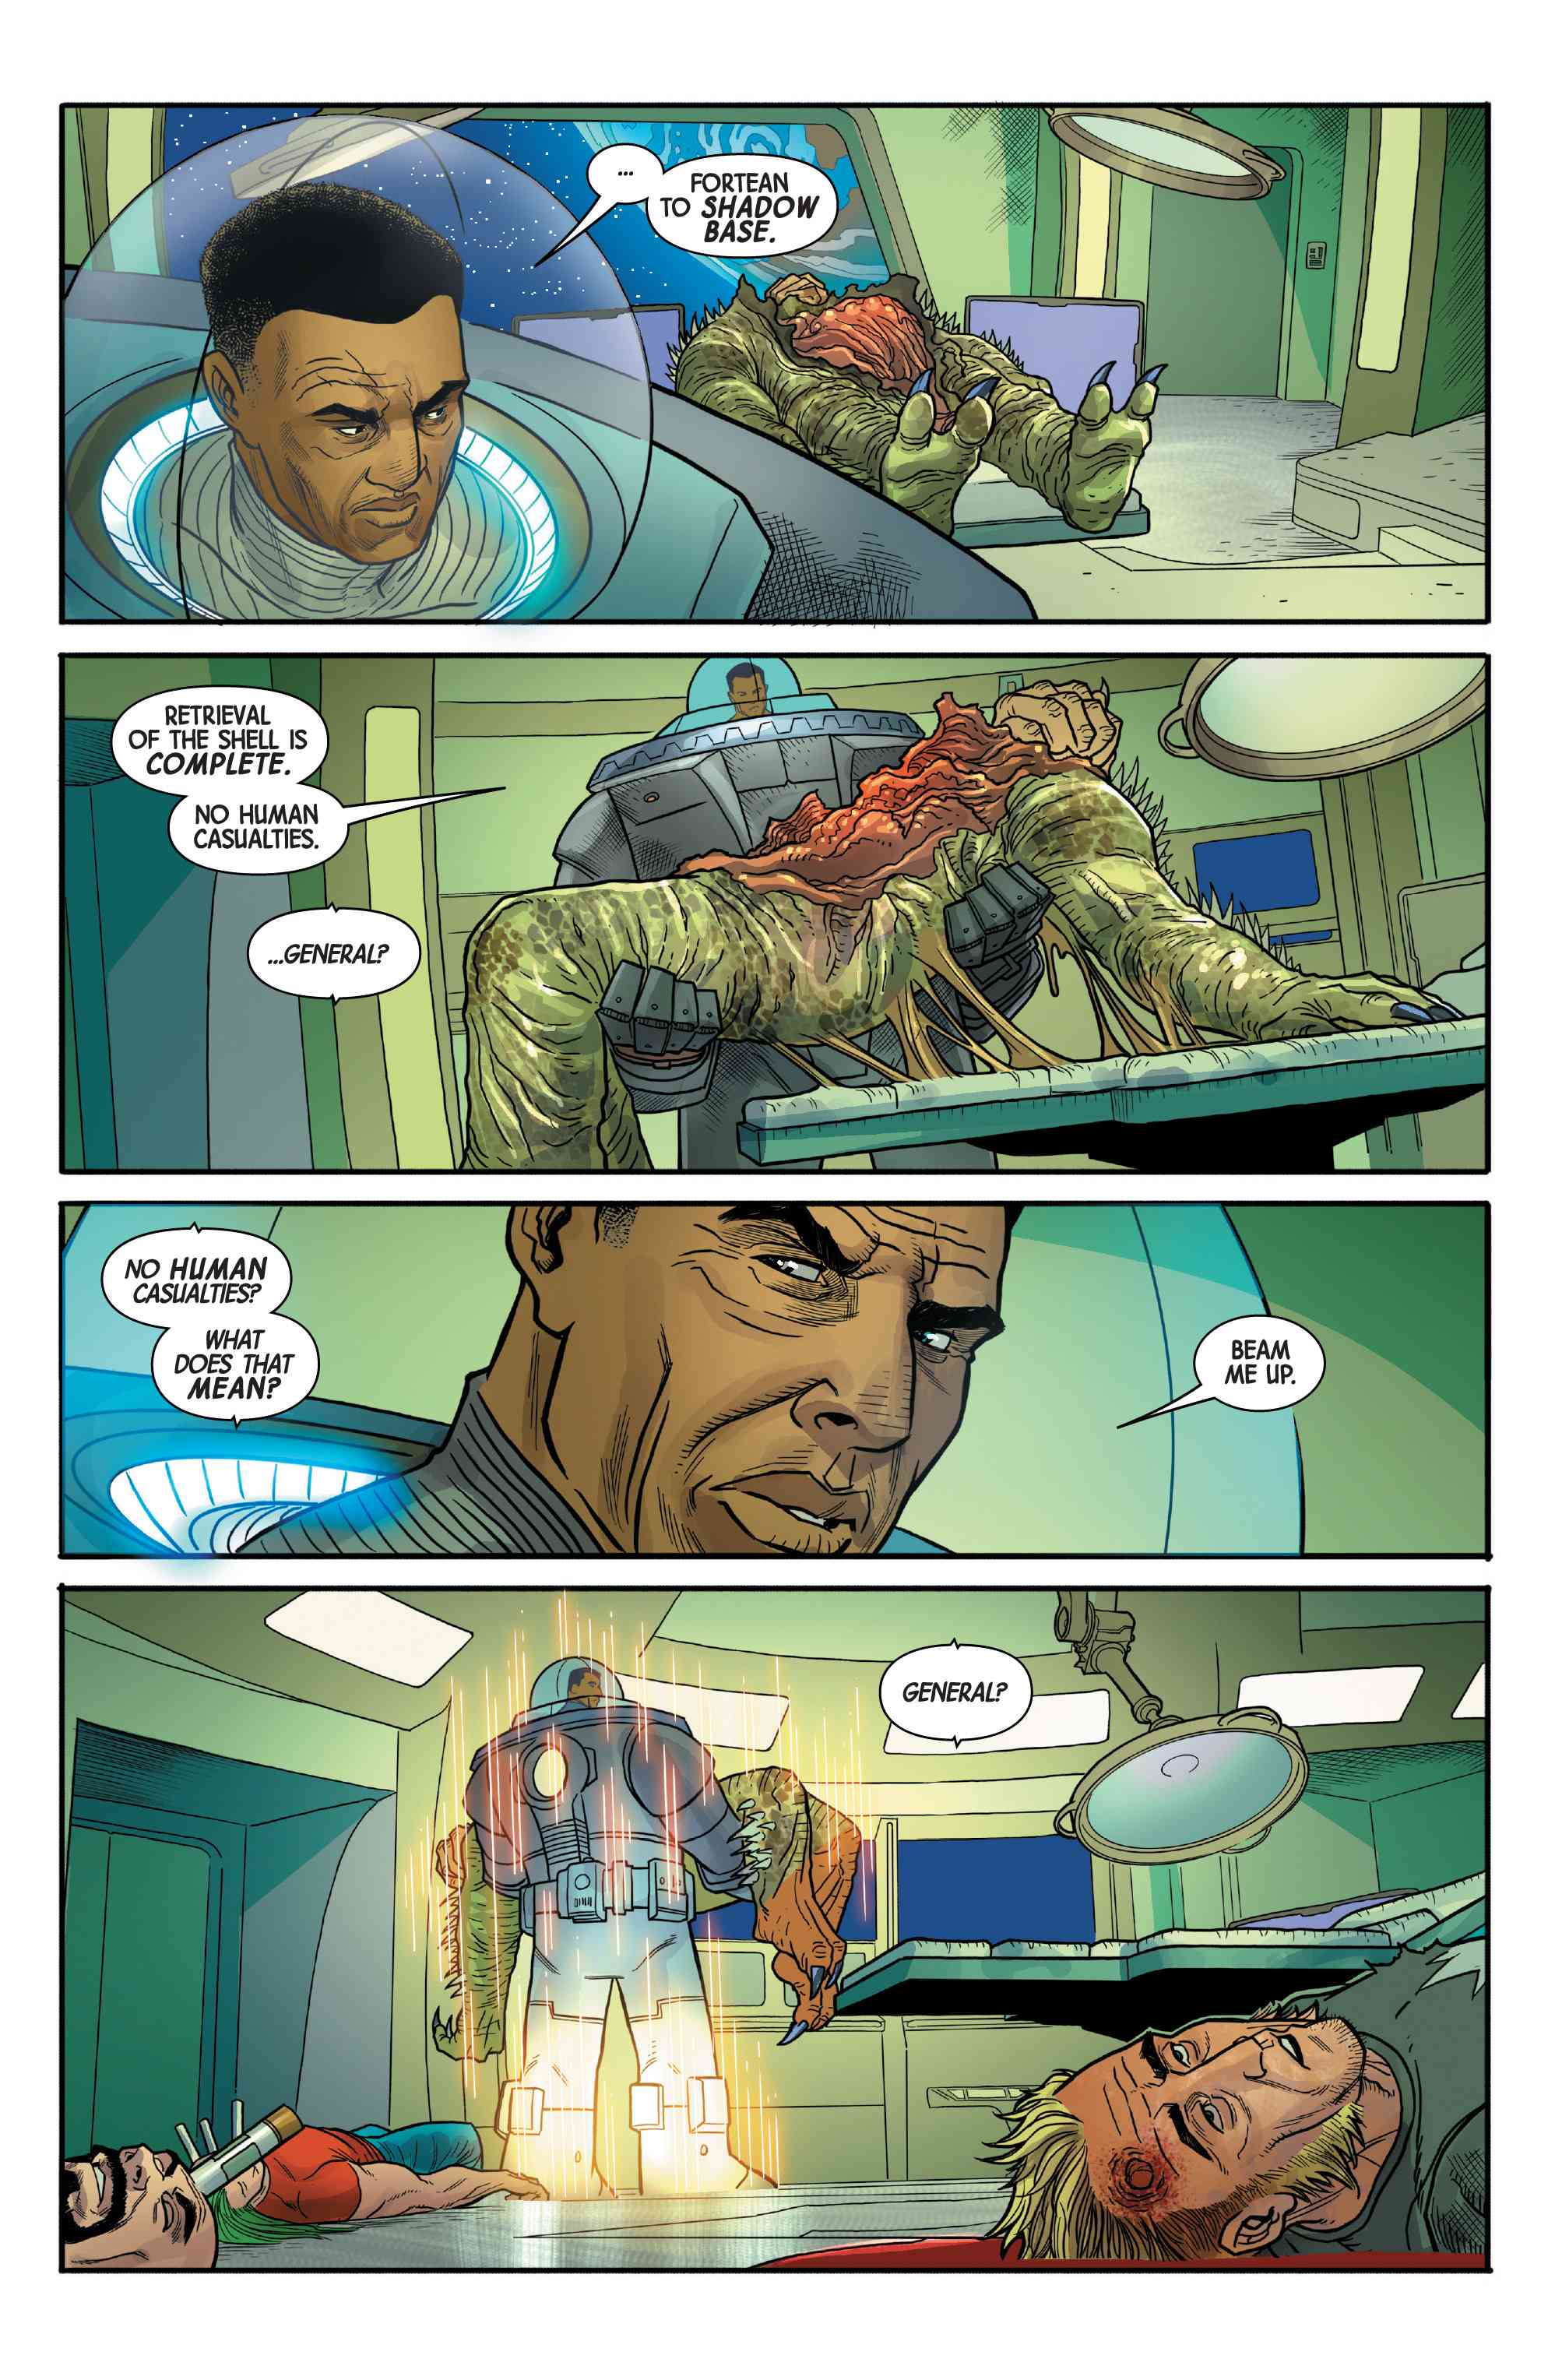 ...
FORTEAN
TO SHADOW
BASE.
RETRIEVAL
OF THE SHELL IS
COMPLETE.
NO HUMAN
CASUALTIES.
...GENERAL?
NO HUMAN
CASUALTIES?
WHAT
DOES THAT
MEAN?
BEAM
ME UP.
GENERAL?